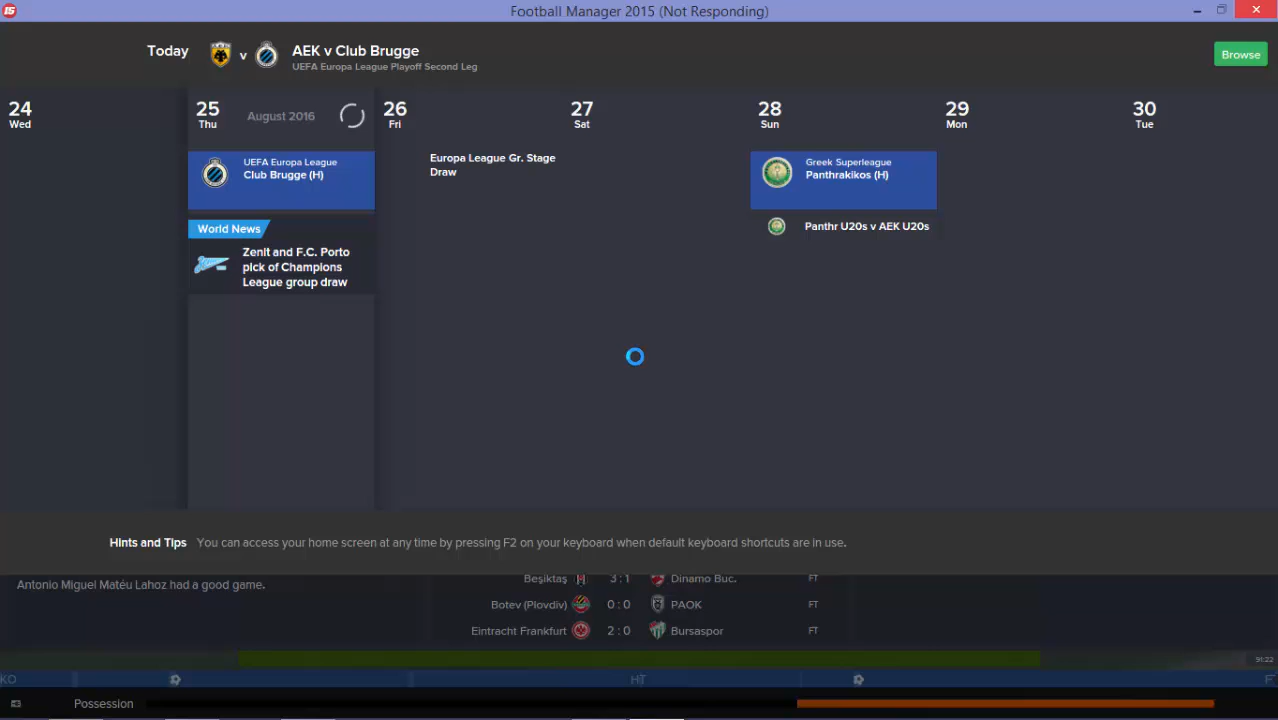 Football Manager 2015 (Not Responding)
Today
v
AEK v Club Brugge
UEFA Europa League Playoff Second Leg
Browse
24
Wed
25
Thu
August 2016
26
Fri
27
Sat
28
Sun
29
Mon
30
Tue
UEFA Europa League
Club Brugge (H)
Europa League Gr. Stage
Draw
Greek Superleague
Panthrakikos (H)
Panthr U20s v AEK U20s
World News
Zenit and F.C. Porto
pick of Champions
League group draw
Hints and Tips You can access your home screen at any time by pressing F2 on your keyboard when default keyboard shortcuts are in use.
Antonio Miguel Matéu Lahoz had a good game.
Beşiktaş 3 : 1 Dinamo Buc. FT
Botev (Plovdiv) 0 : 0 PAOK FT
Eintracht Frankfurt 2 : 0 Bursaspor FT
91:22
KO HT F
Possession